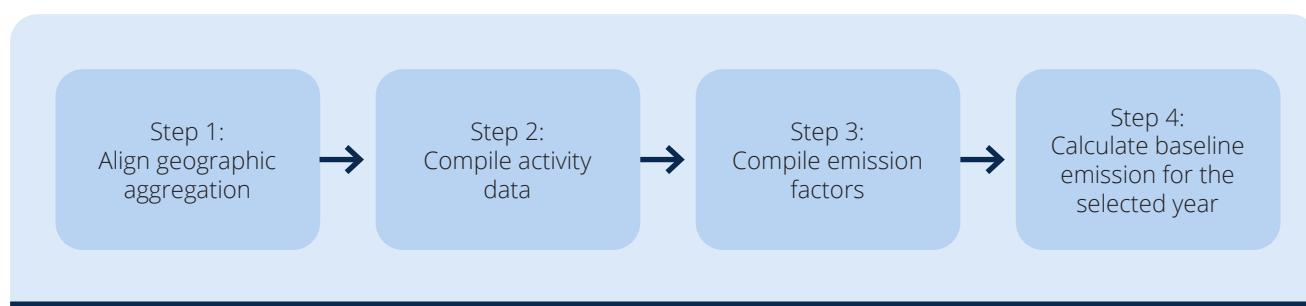 Step 1:
Align geographic
aggregation
Step 2:
Compile activity
data
Step 3:
Compile emission
factors
Step 4:
Calculate baseline
emission for the
selected year